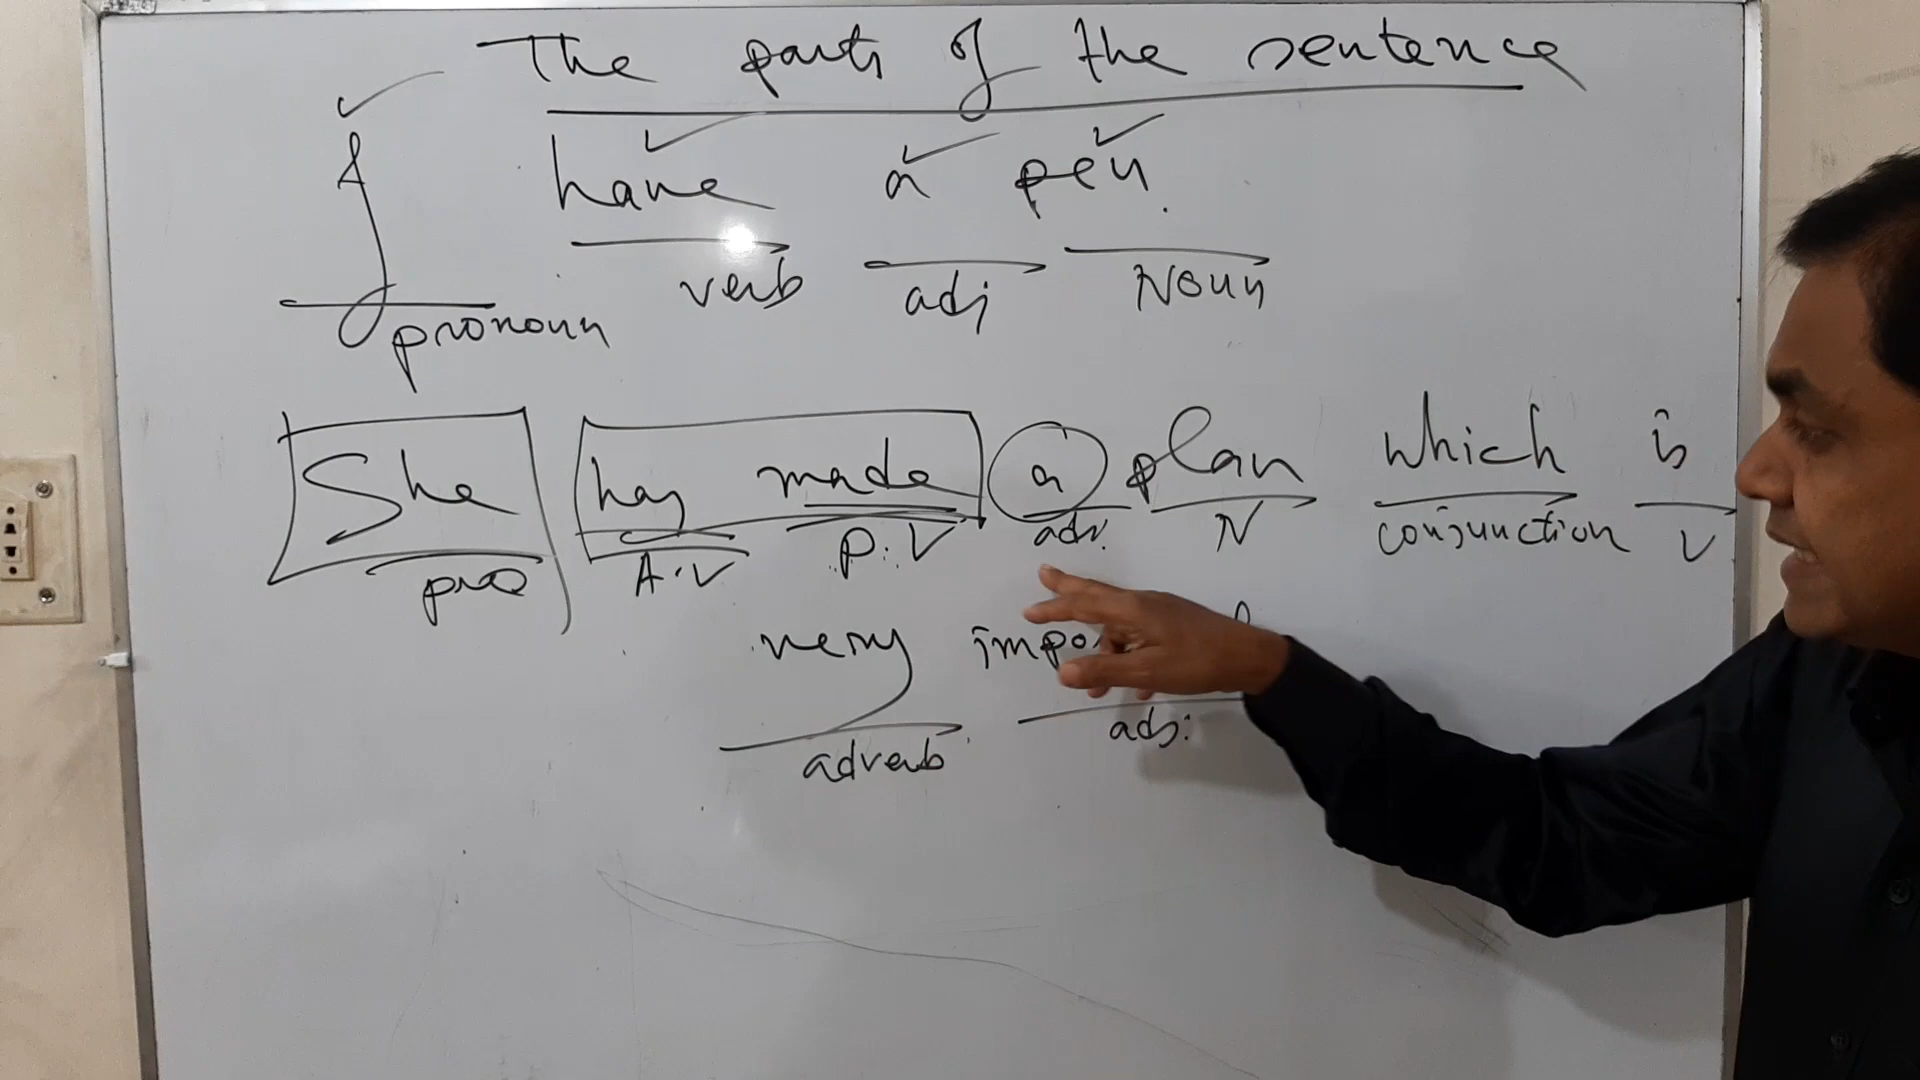 The parts of the sentence
I have a pen.
pronoun verb adj Noun
She has made a plan which is
pro A.V P.V adj. N conjunction V
very
adverb adj.